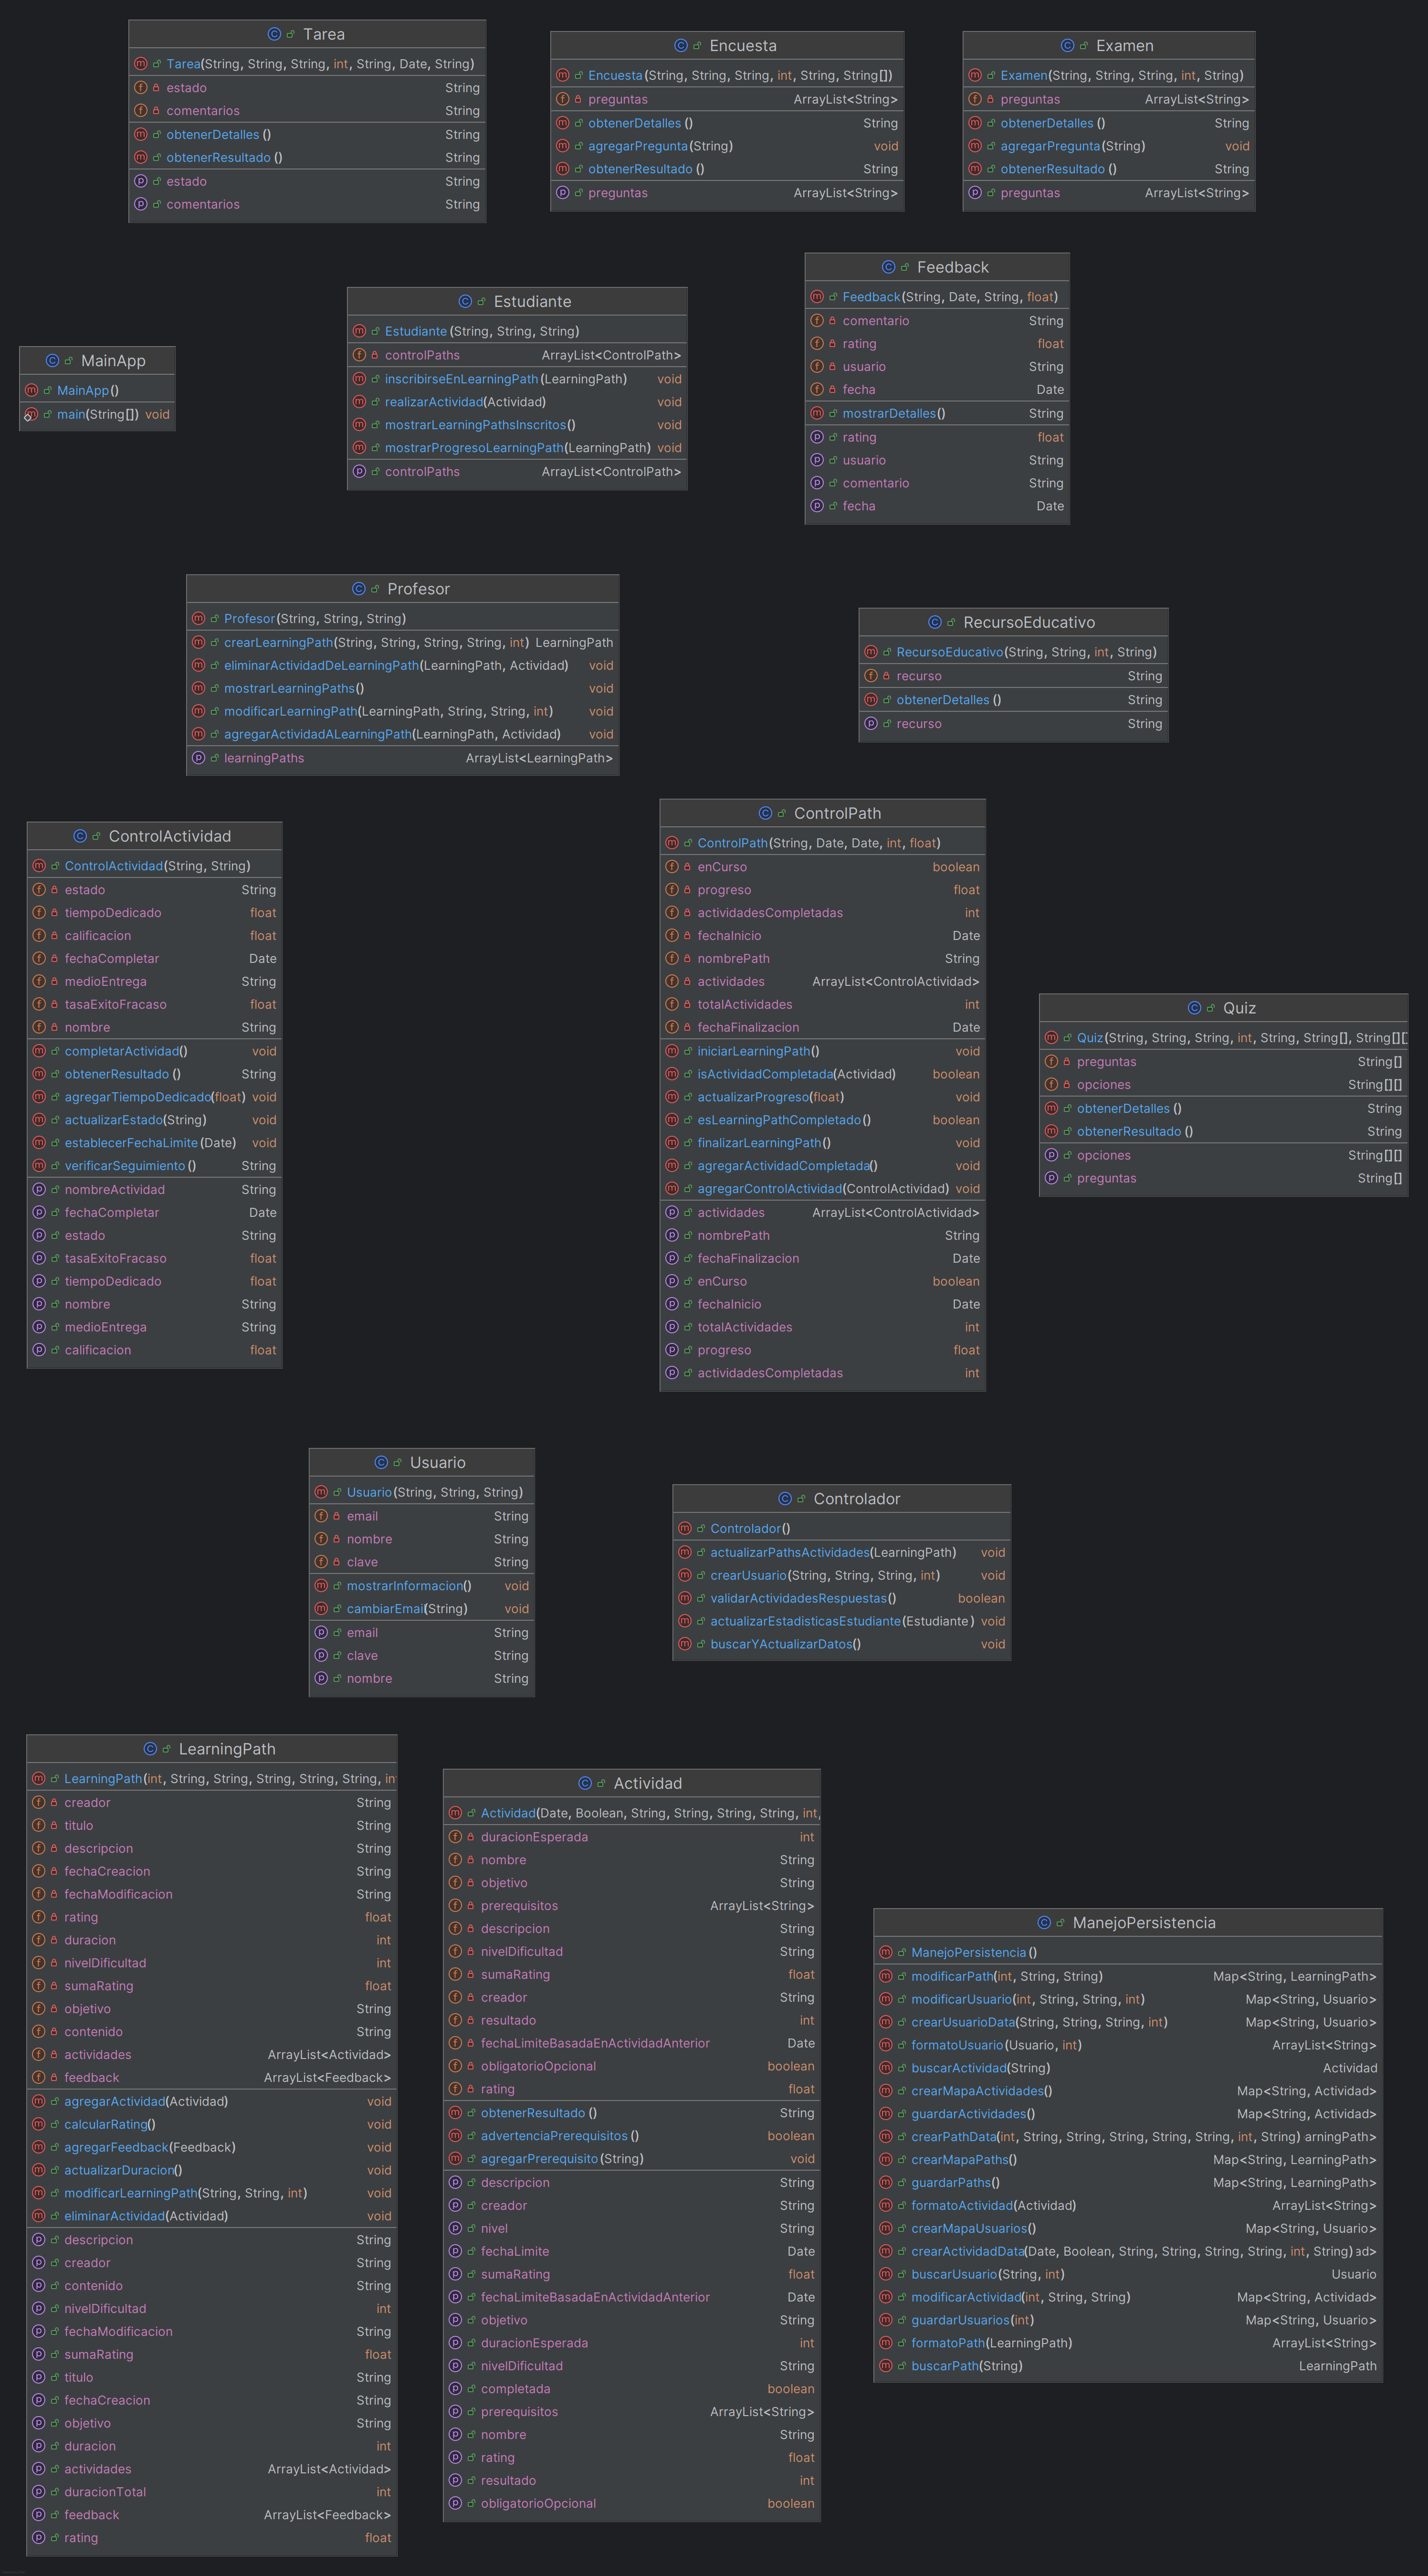 Tarea
Tarea(String, String, String, int, String, Date, String)
estado String
comentarios String
obtenerDetalles () String
obtenerResultado () String
estado String
comentarios String
Encuesta
Encuesta(String, String, String, int, String, String[])
preguntas ArrayList<String>
obtenerDetalles () String
agregarPregunta(String) void
obtenerResultado () String
preguntas ArrayList<String>
Examen
Examen(String, String, String, int, String)
preguntas ArrayList<String>
obtenerDetalles () String
agregarPregunta(String) void
obtenerResultado () String
preguntas ArrayList<String>
Feedback
Feedback(String, Date, String, float)
comentario String
rating float
usuario String
fecha Date
mostrarDetalles() String
rating float
usuario String
comentario String
fecha Date
Estudiante
Estudiante (String, String, String)
controlPaths ArrayList<ControlPath>
inscribirseEnLearningPath (LearningPath) void
realizarActividad(Actividad) void
mostrarLearningPathsInscritos() void
mostrarProgresoLearningPath(LearningPath) void
controlPaths ArrayList<ControlPath>
MainApp
MainApp()
main(String[]) void
Profesor
Profesor(String, String, String)
crearLearningPath(String, String, String, String, int) LearningPath
eliminarActividadDeLearningPath(LearningPath, Actividad) void
mostrarLearningPaths() void
modificarLearningPath(LearningPath, String, String, int) void
agregarActividadALearningPath(LearningPath, Actividad) void
learningPaths ArrayList<LearningPath>
RecursoEducativo
RecursoEducativo(String, String, int, String)
recurso String
obtenerDetalles () String
recurso String
ControlActividad
ControlActividad(String, String)
estado String
tiempoDedicado float
calificacion float
fechaCompletar Date
medioEntrega String
tasaExitoFracaso float
nombre String
completarActividad() void
obtenerResultado () String
agregarTiempoDedicado(float) void
actualizarEstado(String) void
establecerFechaLimite (Date) void
verificarSeguimiento () String
nombreActividad String
fechaCompletar Date
estado String
tasaExitoFracaso float
tiempoDedicado float
nombre String
medioEntrega String
calificacion float
ControlPath
ControlPath(String, Date, Date, int, float)
enCurso boolean
progreso float
actividadesCompletadas int
fechaInicio Date
nombrePath String
actividades ArrayList<ControlActividad>
totalActividades int
fechaFinalizacion Date
iniciarLearningPath() void
isActividadCompletada(Actividad) boolean
actualizarProgreso(float) void
esLearningPathCompletado () boolean
finalizarLearningPath() void
agregarActividadCompletada() void
agregarControlActividad(ControlActividad) void
actividades ArrayList<ControlActividad>
nombrePath String
fechaFinalizacion Date
enCurso boolean
fechaInicio Date
totalActividades int
progreso float
actividadesCompletadas int
Quiz
Quiz(String, String, String, int, String, String[], String[][
preguntas String[]
opciones String[][]
obtenerDetalles () String
obtenerResultado () String
opciones String[][]
preguntas String[]
Usuario
Usuario(String, String, String)
email String
nombre String
clave String
mostrarInformacion() void
cambiarEmail(String) void
email String
clave String
nombre String
Controlador
Controlador()
actualizarPathsActividades(LearningPath) void
crearUsuario(String, String, String, int) void
validarActividadesRespuestas() boolean
actualizarEstadisticasEstudiante(Estudiante) void
buscarYActualizarDatos() void
LearningPath
LearningPath(int, String, String, String, String, String, int
creador String
titulo String
descripcion String
fechaCreacion String
fechaModificacion String
rating float
duracion int
nivelDificultad int
sumaRating float
objetivo String
contenido String
actividades ArrayList<Actividad>
feedback ArrayList<Feedback>
agregarActividad(Actividad) void
calcularRating() void
agregarFeedback(Feedback) void
actualizarDuracion() void
modificarLearningPath(String, String, int) void
eliminarActividad(Actividad) void
descripcion String
creador String
contenido String
nivelDificultad int
fechaModificacion String
sumaRating float
titulo String
fechaCreacion String
objetivo String
duracion int
actividades ArrayList<Actividad>
duracionTotal int
feedback ArrayList<Feedback>
rating float
Actividad
Actividad(Date, Boolean, String, String, String, String, int,
duracionEsperada int
nombre String
objetivo String
prerequisitos ArrayList<String>
descripcion String
nivelDificultad String
sumaRating float
creador String
resultado int
fechaLimiteBasadaEnActividadAnterior Date
obligatorioOpcional boolean
rating float
obtenerResultado () String
advertenciaPrerequisitos () boolean
agregarPrerequisito (String) void
descripcion String
creador String
nivel String
fechaLimite Date
sumaRating float
fechaLimiteBasadaEnActividadAnterior Date
objetivo String
duracionEsperada int
nivelDificultad String
completada boolean
prerequisitos ArrayList<String>
nombre String
rating float
resultado int
obligatorioOpcional boolean
ManejoPersistencia
ManejoPersistencia ()
modificarPath(int, String, String) Map<String, LearningPath>
modificarUsuario(int, String, String, int) Map<String, Usuario>
crearUsuarioData(String, String, String, int) Map<String, Usuario>
formatoUsuario(Usuario, int) ArrayList<String>
buscarActividad(String) Actividad
crearMapaActividades() Map<String, Actividad>
guardarActividades() Map<String, Actividad>
crearPathData(int, String, String, String, String, String, int, String) arningPath>
crearMapaPaths() Map<String, LearningPath>
guardarPaths() Map<String, LearningPath>
formatoActividad(Actividad) ArrayList<String>
crearMapaUsuarios() Map<String, Usuario>
crearActividadData(Date, Boolean, String, String, String, String, int, String) ad>
buscarUsuario(String, int) Usuario
modificarActividad(int, String, String) Map<String, Actividad>
guardarUsuarios(int) Map<String, Usuario>
formatoPath(LearningPath) ArrayList<String>
buscarPath(String) LearningPath